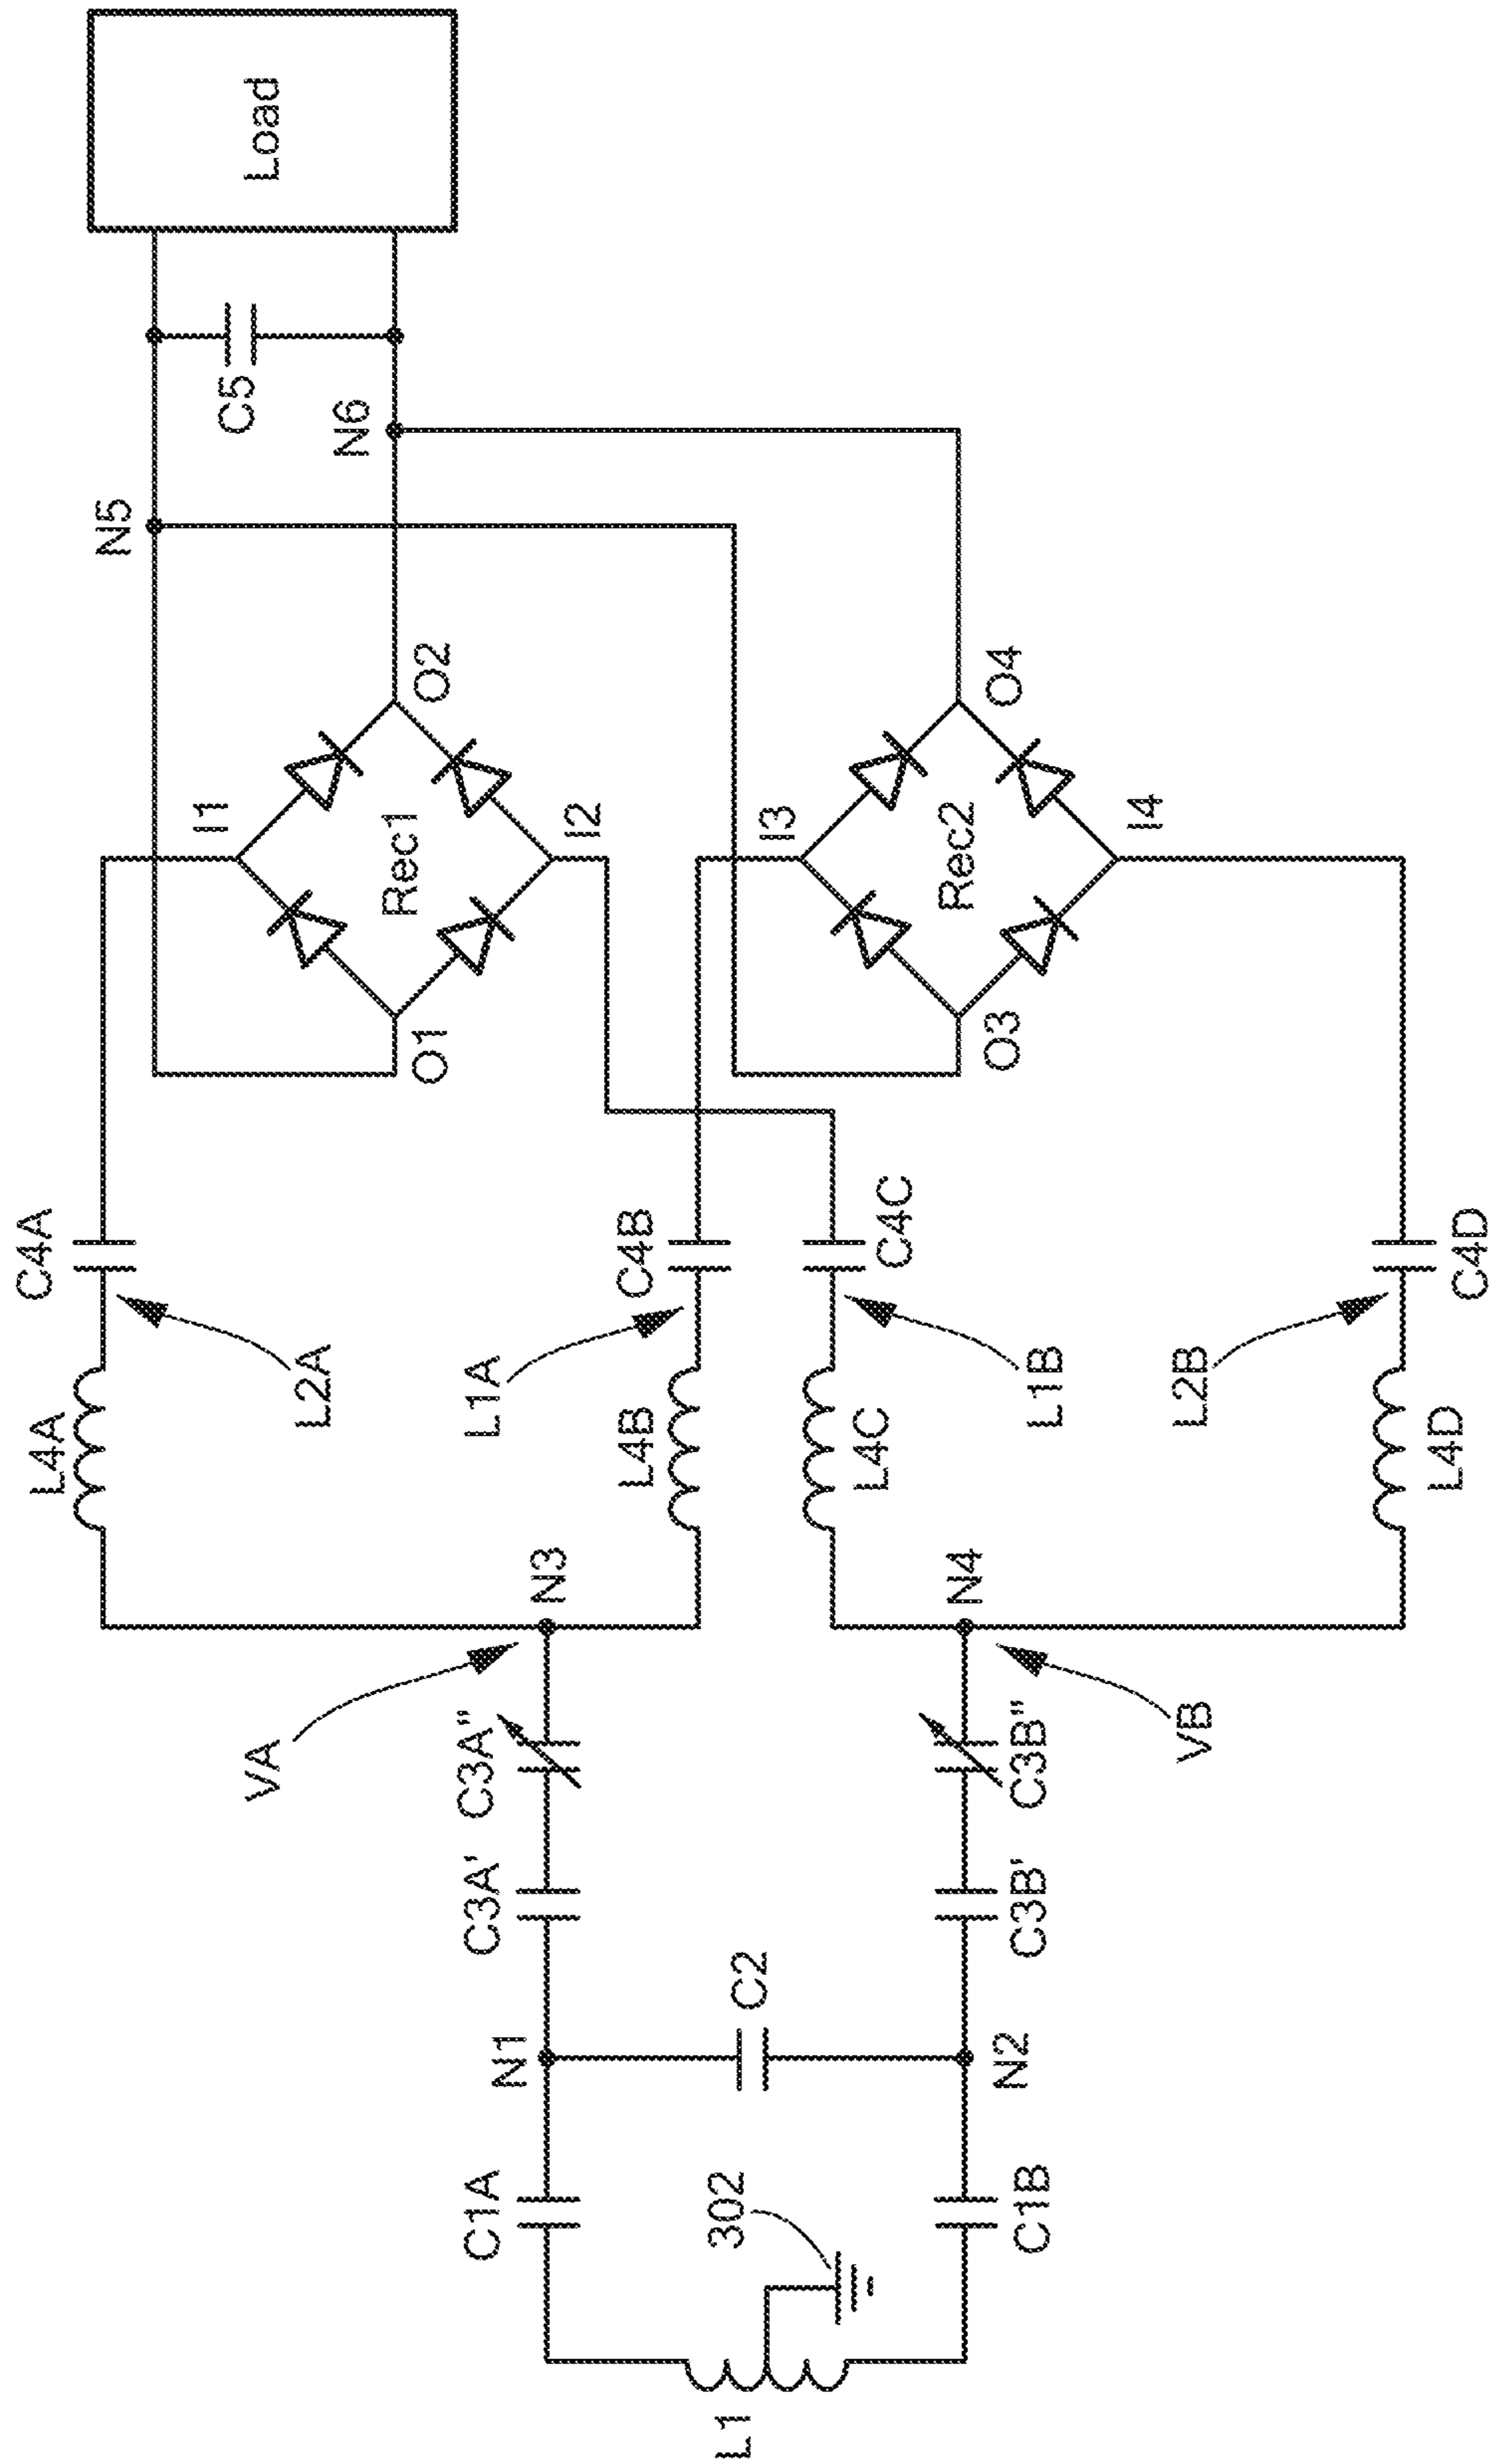 L1
302
C1A
C1B
N1
N2
C2
C3A'
C3B'
C3A"
C3B"
VA
VB
N3
N4
L4A
L4B
L4C
L4D
L2A
L1A
L1B
L2B
C4A
C4B
C4C
C4D
O1
O3
I1
Rec1
I2
I3
Rec2
I4
O2
O4
N5
N6
C5
Load